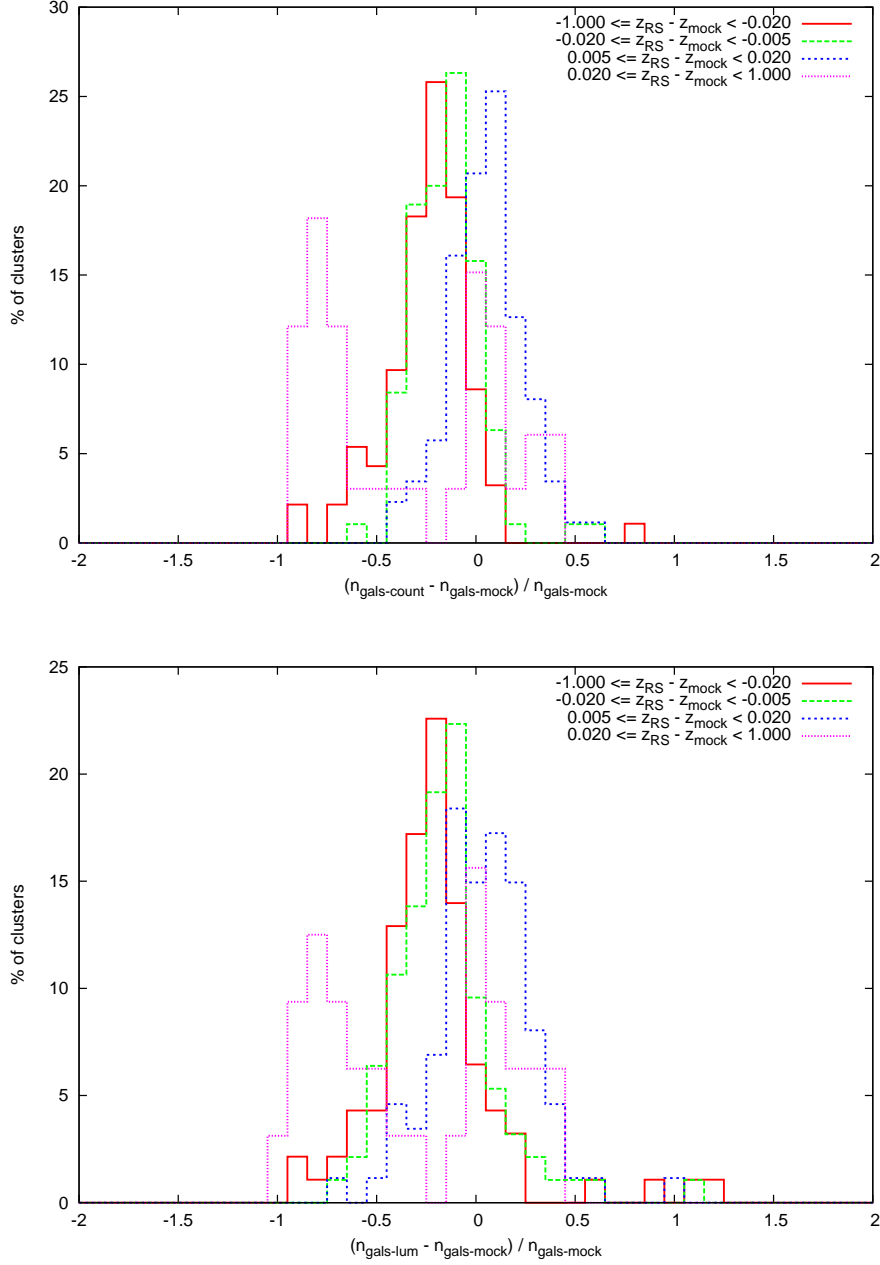 30
25
20
15
10
5
0
-2
-1.5
-1
-0.5
0
0.5
1
1.5
2
% of clusters
(n_gals-count - n_gals-mock) / n_gals-mock
-1.000 <= z_RS - z_mock < -0.020
-0.020 <= z_RS - z_mock < -0.005
0.005 <= z_RS - z_mock < 0.020
0.020 <= z_RS - z_mock < 1.000
25
20
15
10
5
0
-2
-1.5
-1
-0.5
0
0.5
1
1.5
2
% of clusters
(n_gals-lum - n_gals-mock) / n_gals-mock
-1.000 <= z_RS - z_mock < -0.020
-0.020 <= z_RS - z_mock < -0.005
0.005 <= z_RS - z_mock < 0.020
0.020 <= z_RS - z_mock < 1.000